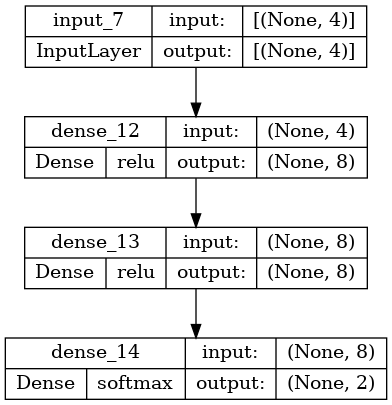 input_7 input: [(None, 4)]
InputLayer output: [(None, 4)]
dense_12 input: (None, 4)
Dense relu output: (None, 8)
dense_13 input: (None, 8)
Dense relu output: (None, 8)
dense_14 input: (None, 8)
Dense softmax output: (None, 2)